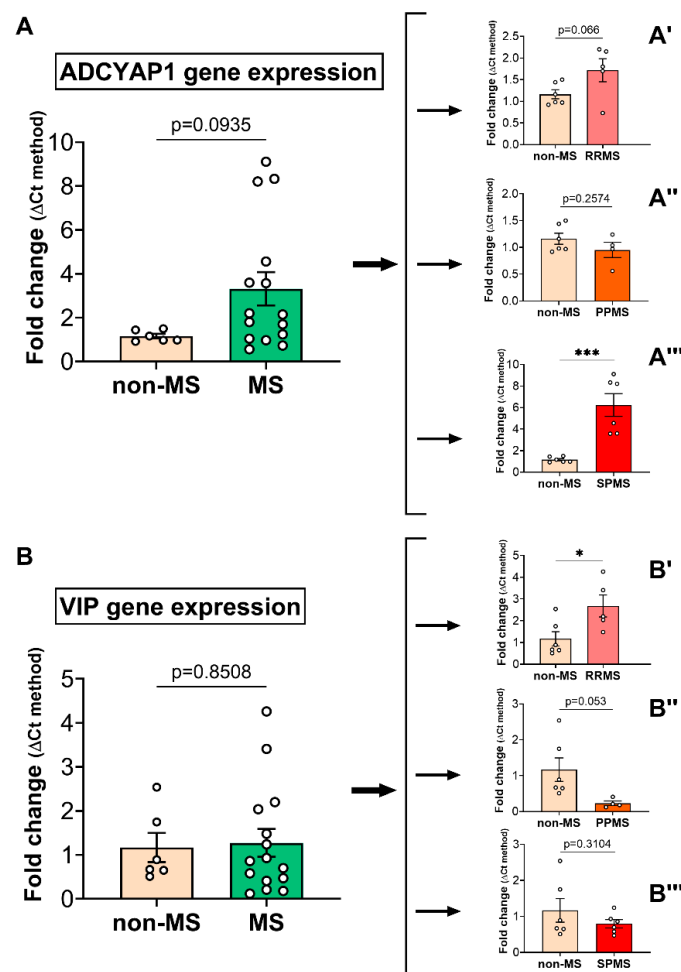 A
ADCYAP1 gene expression
p=0.0935
Fold change (ΔCt method)
10
8
6
4
2
0
non-MS MS
A'
p=0.066
Fold change (ΔCt method)
2.5
2.0
1.5
1.0
0.5
0.0
non-MS RRMS
A''
p=0.2574
Fold change (ΔCt method)
2.0
1.5
1.0
0.5
0.0
non-MS PPMS
A'''
***
Fold change (ΔCt method)
10
8
6
4
2
0
non-MS SPMS
B
VIP gene expression
p=0.8508
Fold change (ΔCt method)
5
4
3
2
1
0
non-MS MS
B'
*
Fold change (ΔCt method)
5
4
3
2
1
0
non-MS RRMS
B''
p=0.053
Fold change (ΔCt method)
3
2
1
0
non-MS PPMS
B'''
p=0.3104
Fold change (ΔCt method)
3
2
1
0
non-MS SPMS